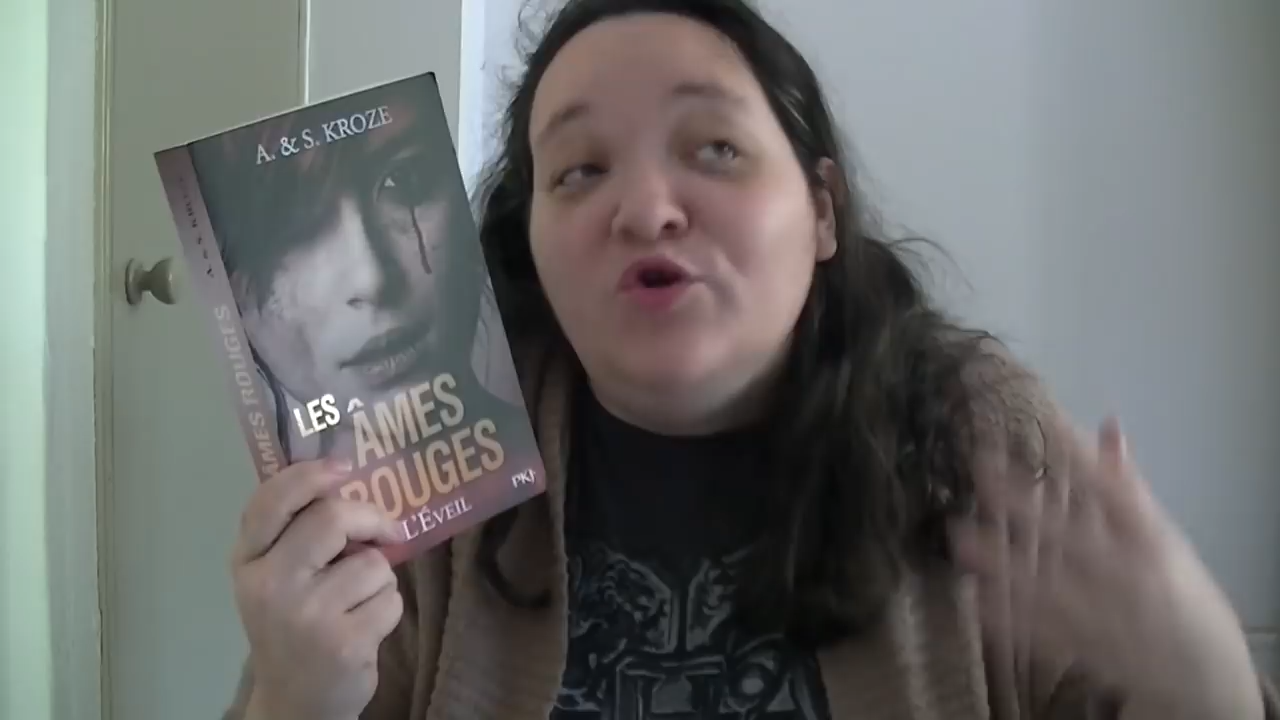 A. & S. KROZE
LES ÂMES
ROUGES
L'ÉVEIL
PKJ
ÂMES ROUGES